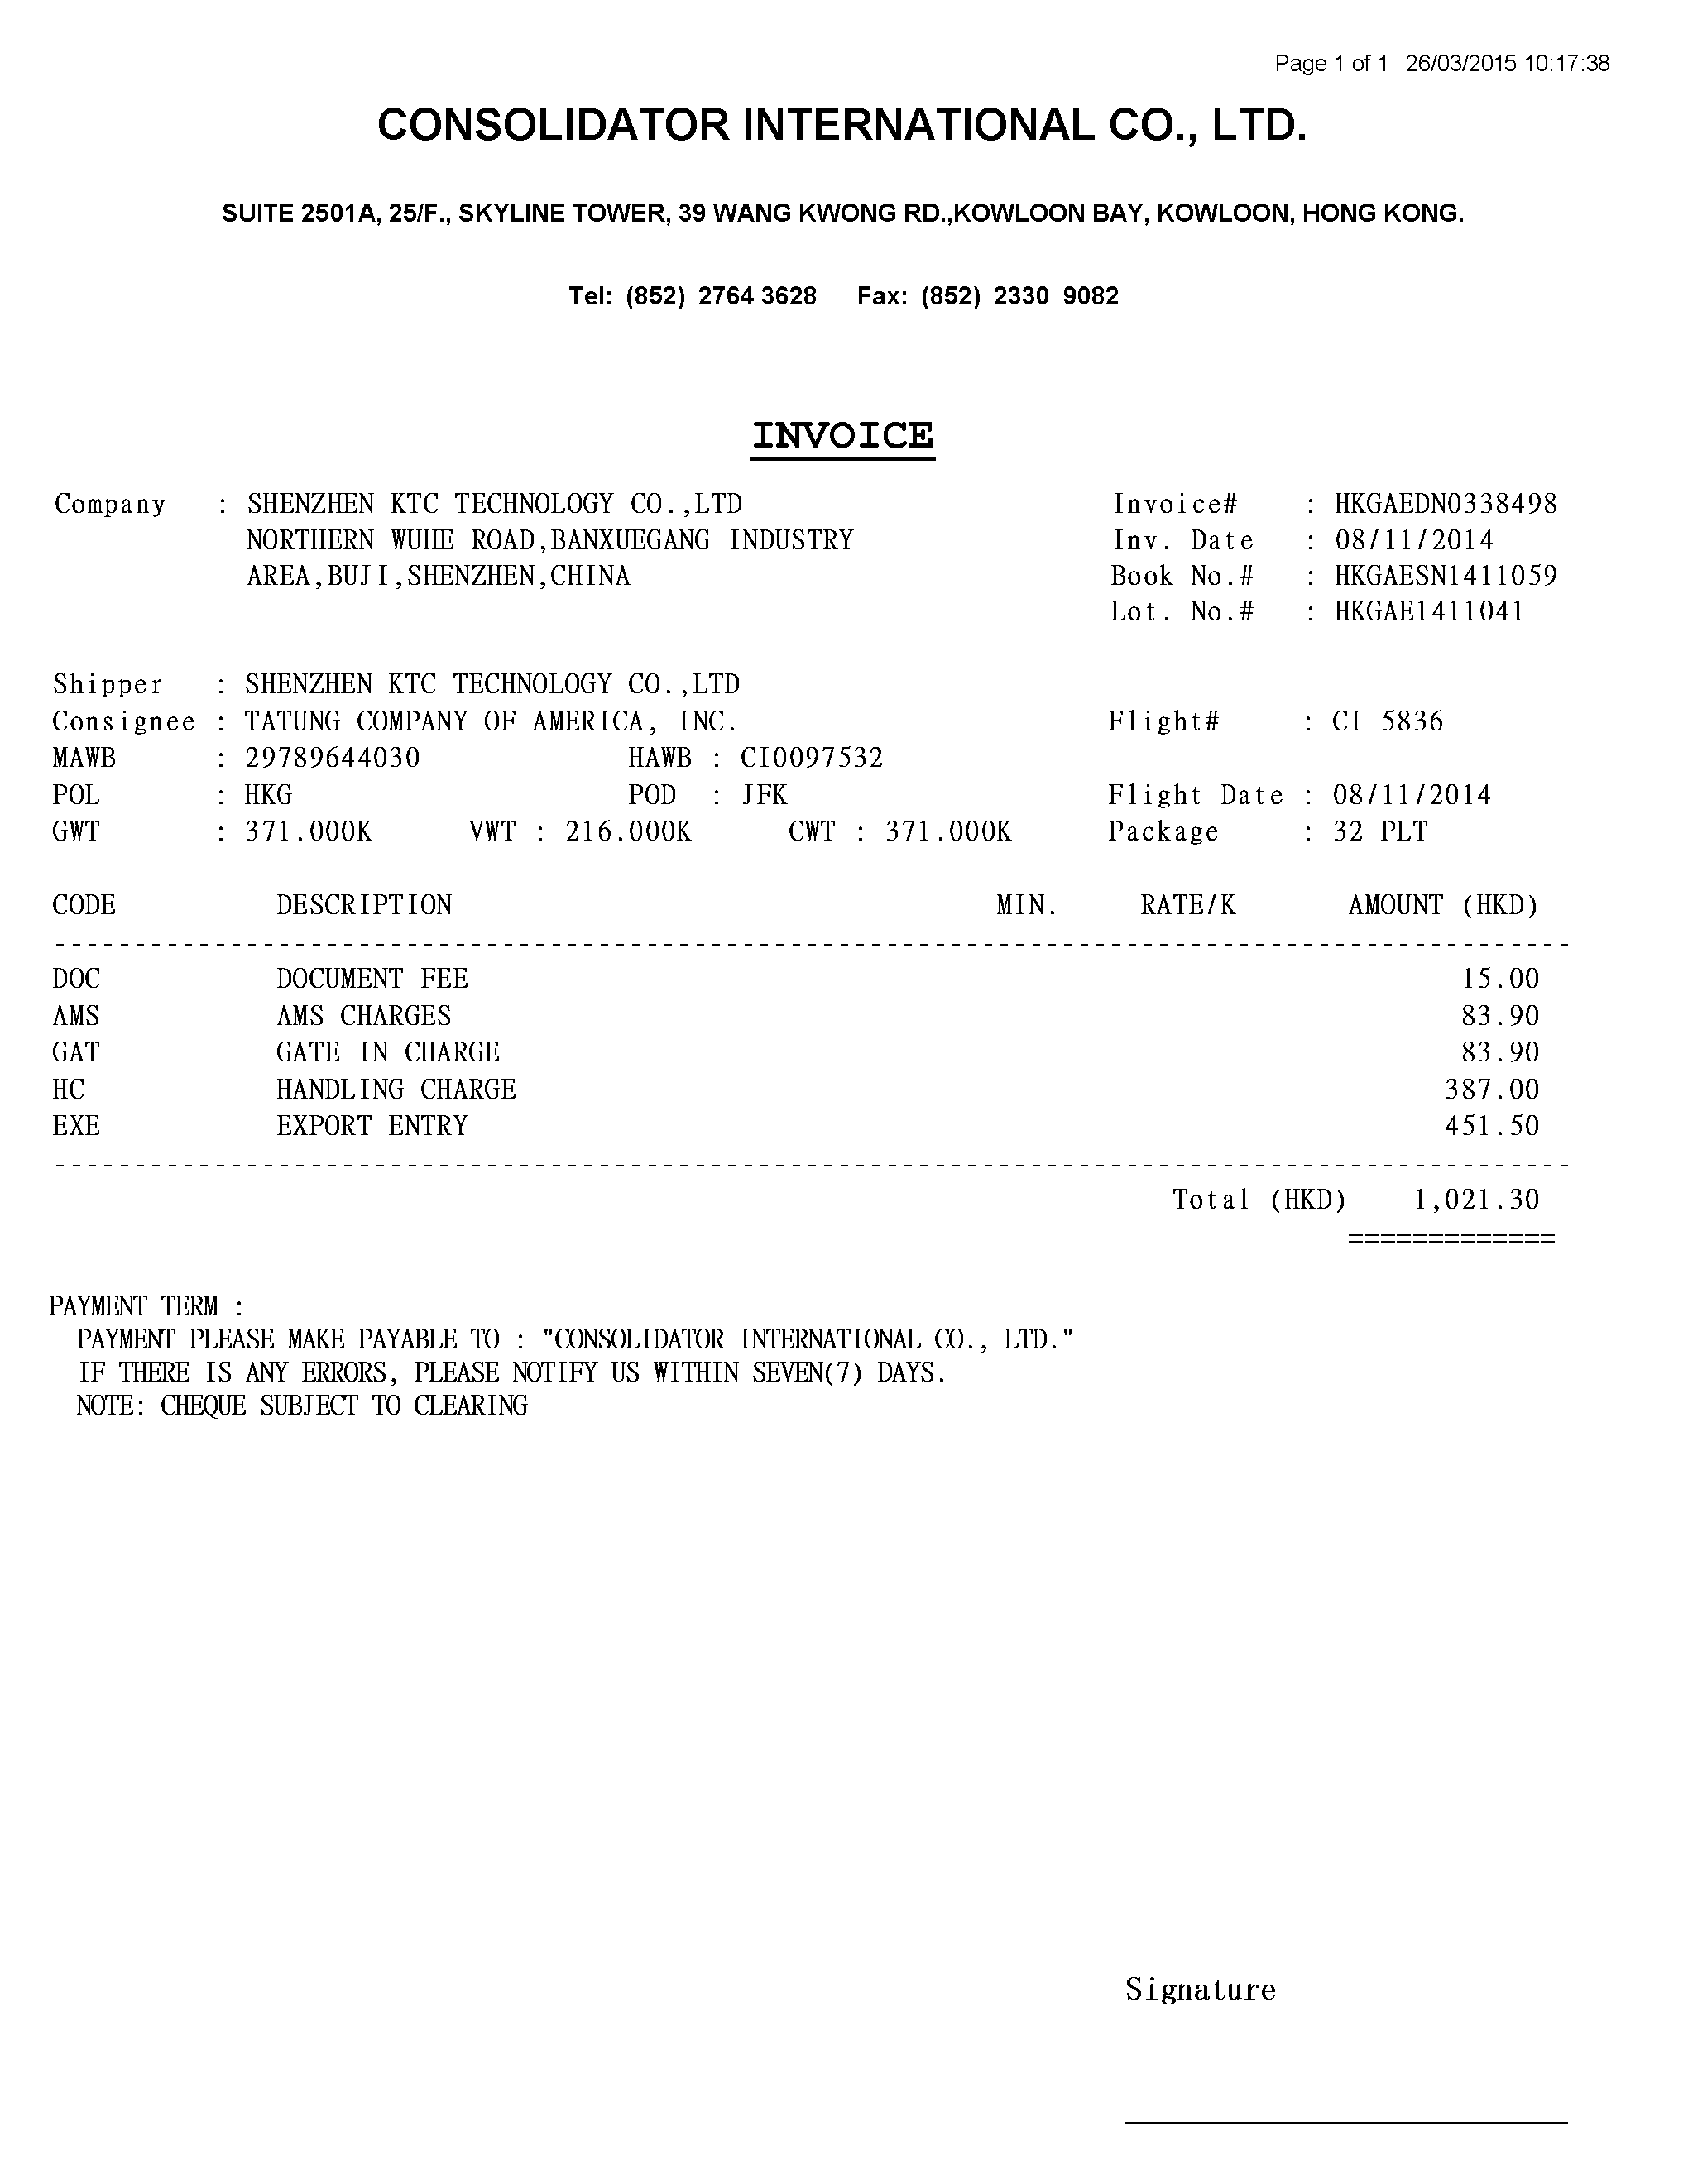 Page 1 of 1 26/03/2015 10:17:38
CONSOLIDATOR INTERNATIONAL CO., LTD.
SUITE 2501A, 25/F., SKYLINE TOWER, 39 WANG KWONG RD.,KOWLOON BAY, KOWLOON, HONG KONG.
Tel: (852) 2764 3628 Fax: (852) 2330 9082
INVOICE
Company : SHENZHEN KTC TECHNOLOGY CO.,LTD Invoice# : HKGAEDN0338498
NORTHERN WUHE ROAD,BANXUEGANG INDUSTRY Inv. Date : 08/11/2014
AREA,BUJI,SHENZHEN,CHINA Book No.# : HKGAESN1411059
Lot. No.# : HKGAE1411041
Shipper : SHENZHEN KTC TECHNOLOGY CO.,LTD
Consignee : TATUNG COMPANY OF AMERICA, INC. Flight# : CI 5836
MAWB : 29789644030 HAWB : CI0097532
POL : HKG POD : JFK Flight Date : 08/11/2014
GWT : 371.000K VWT : 216.000K CWT : 371.000K Package : 32 PLT
CODE DESCRIPTION MIN. RATE/K AMOUNT (HKD)
DOC DOCUMENT FEE 15.00
AMS AMS CHARGES 83.90
GAT GATE IN CHARGE 83.90
HC HANDLING CHARGE 387.00
EXE EXPORT ENTRY 451.50
Total (HKD) 1,021.30
=============
PAYMENT TERM :
PAYMENT PLEASE MAKE PAYABLE TO : "CONSOLIDATOR INTERNATIONAL CO., LTD."
IF THERE IS ANY ERRORS, PLEASE NOTIFY US WITHIN SEVEN(7) DAYS.
NOTE: CHEQUE SUBJECT TO CLEARING
Signature